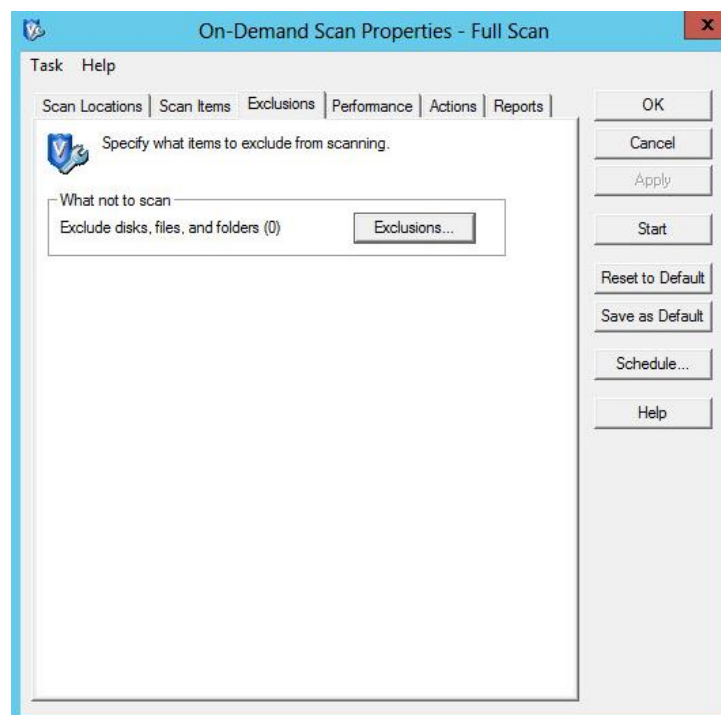 On-Demand Scan Properties - Full Scan
x
Task Help
Scan Locations Scan Items Exclusions Performance Actions Reports
Specify what items to exclude from scanning.
What not to scan
Exclude disks, files, and folders (0) Exclusions...
OK
Cancel
Apply
Start
Reset to Default
Save as Default
Schedule...
Help